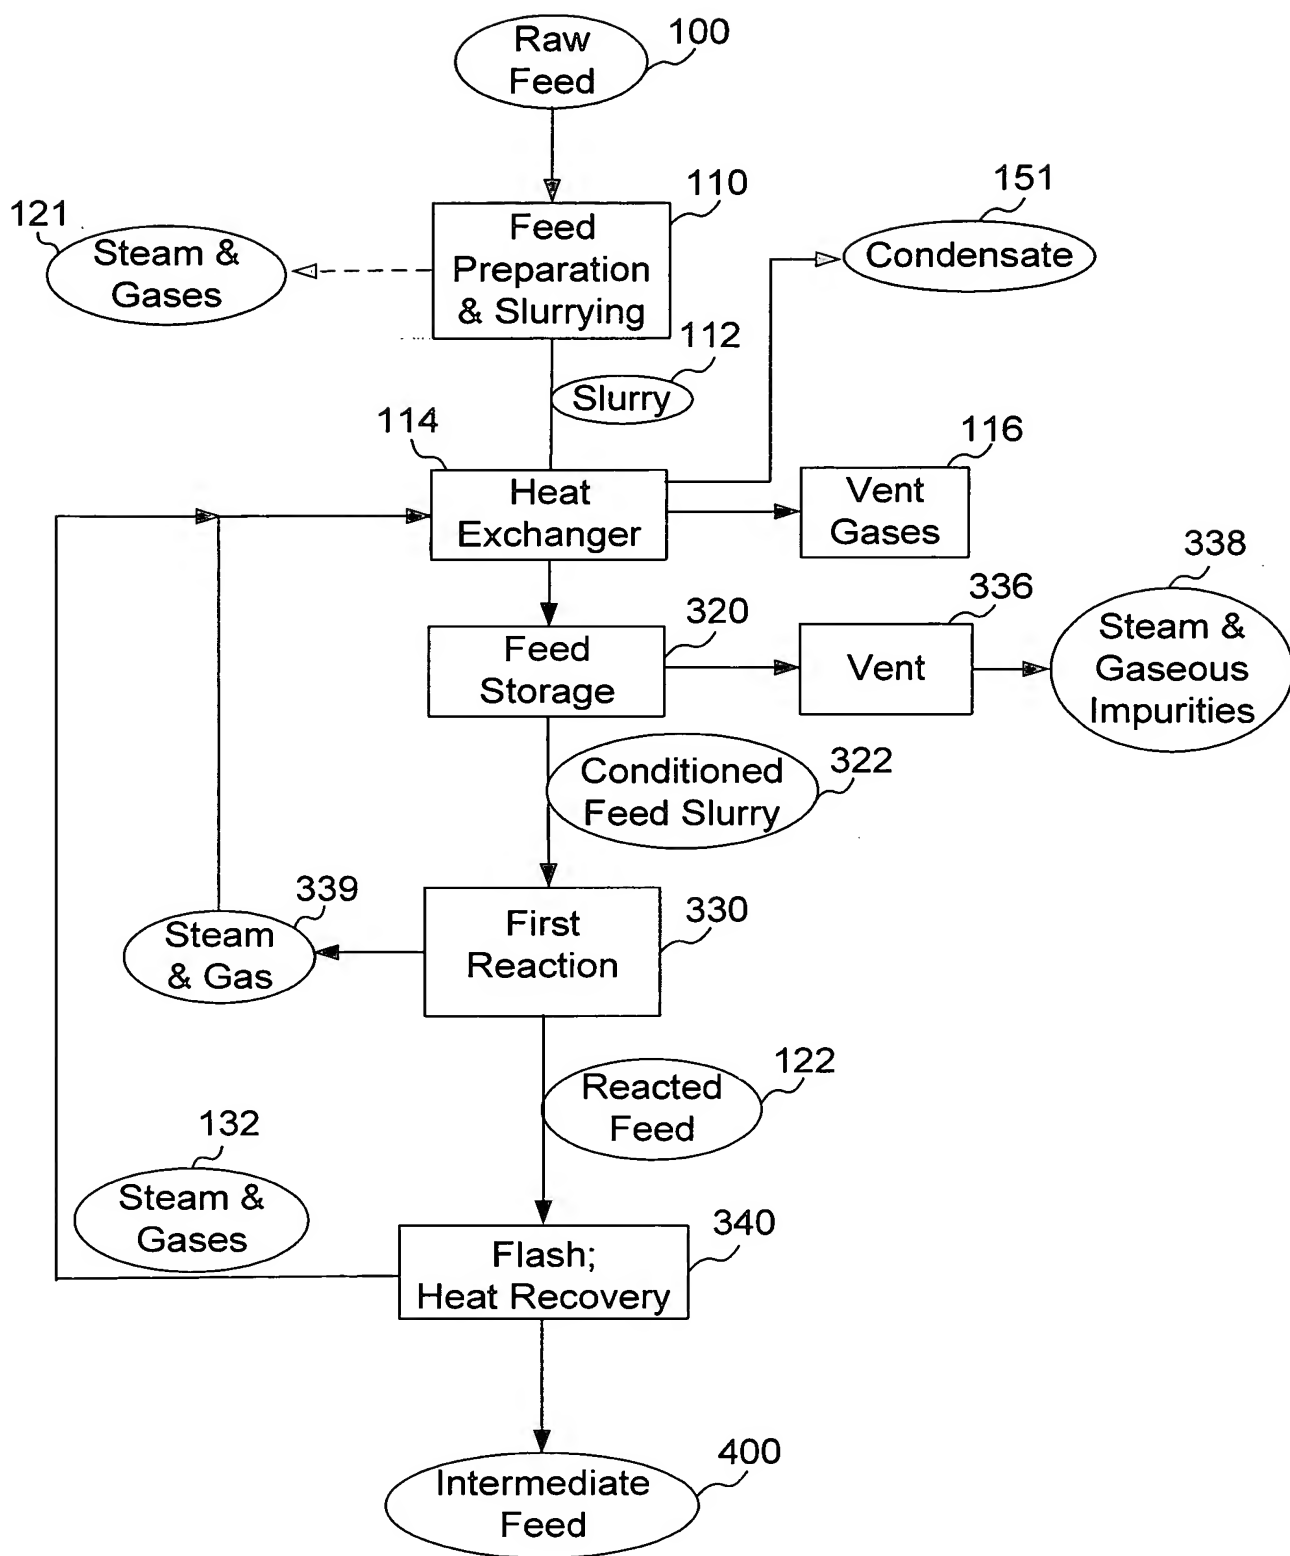 Raw
Feed
100
110
151
121
Steam &
Gases
Feed
Preparation
& Slurrying
Condensate
112
Slurry
114
116
Heat
Exchanger
Vent
Gases
338
320
336
Feed
Storage
Vent
Steam &
Gaseous
Impurities
Conditioned
Feed Slurry
322
339
330
Steam
& Gas
First
Reaction
122
Reacted
Feed
132
Steam &
Gases
340
Flash;
Heat Recovery
400
Intermediate
Feed